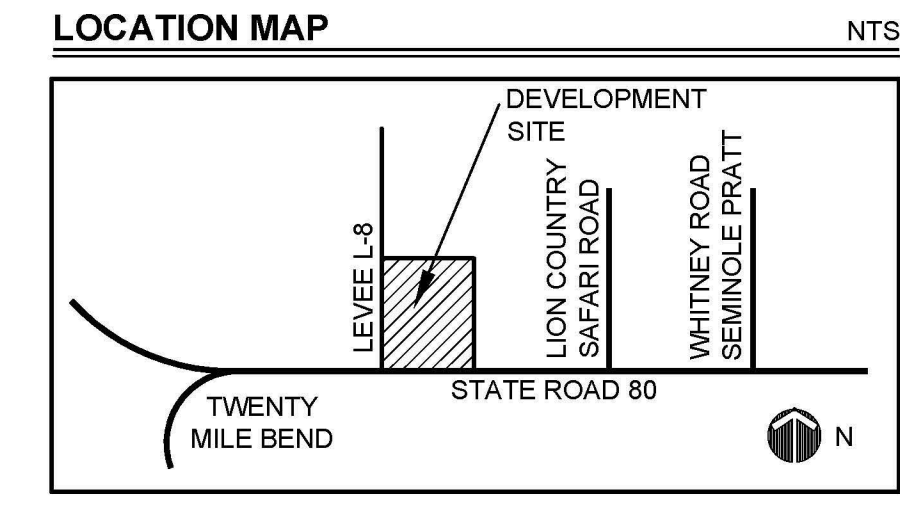 LOCATION MAP
NTS
DEVELOPMENT
SITE
LEVEE L-8
LION COUNTRY
SAFARI ROAD
WHITNEY ROAD
SEMINOLE PRATT
STATE ROAD 80
TWENTY
MILE BEND
N